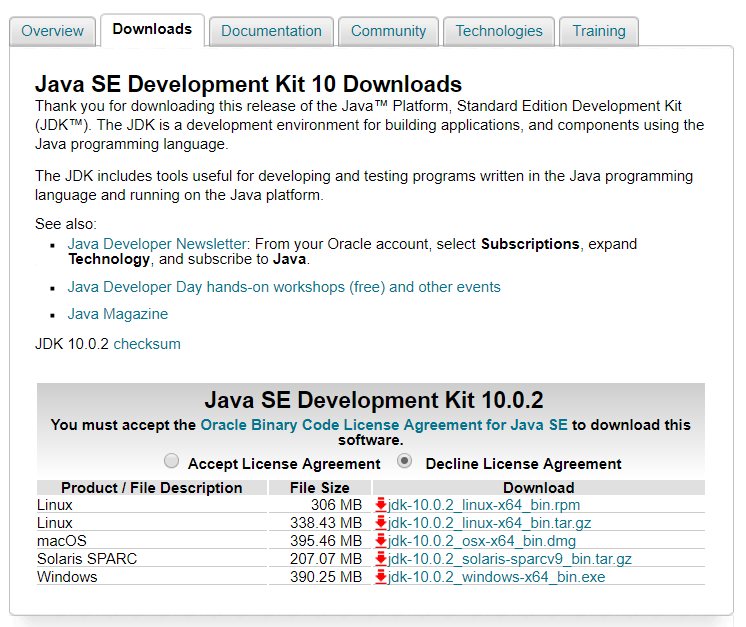 Overview Downloads Documentation Community Technologies Training
Java SE Development Kit 10 Downloads
Thank you for downloading this release of the Java™ Platform, Standard Edition Development Kit
(JDK™). The JDK is a development environment for building applications, and components using the
Java programming language.
The JDK includes tools useful for developing and testing programs written in the Java programming
language and running on the Java platform.
See also:
Java Developer Newsletter: From your Oracle account, select Subscriptions, expand
Technology, and subscribe to Java.
Java Developer Day hands-on workshops (free) and other events
Java Magazine
JDK 10.0.2 checksum
Java SE Development Kit 10.0.2
You must accept the Oracle Binary Code License Agreement for Java SE to download this
software.
Accept License Agreement Decline License Agreement
Product / File Description File Size Download
Linux 306 MB jdk-10.0.2_linux-x64_bin.rpm
Linux 338.43 MB jdk-10.0.2_linux-x64_bin.tar.gz
macOS 395.46 MB jdk-10.0.2_osx-x64_bin.dmg
Solaris SPARC 207.07 MB jdk-10.0.2_solaris-sparcv9_bin.tar.gz
Windows 390.25 MB jdk-10.0.2_windows-x64_bin.exe